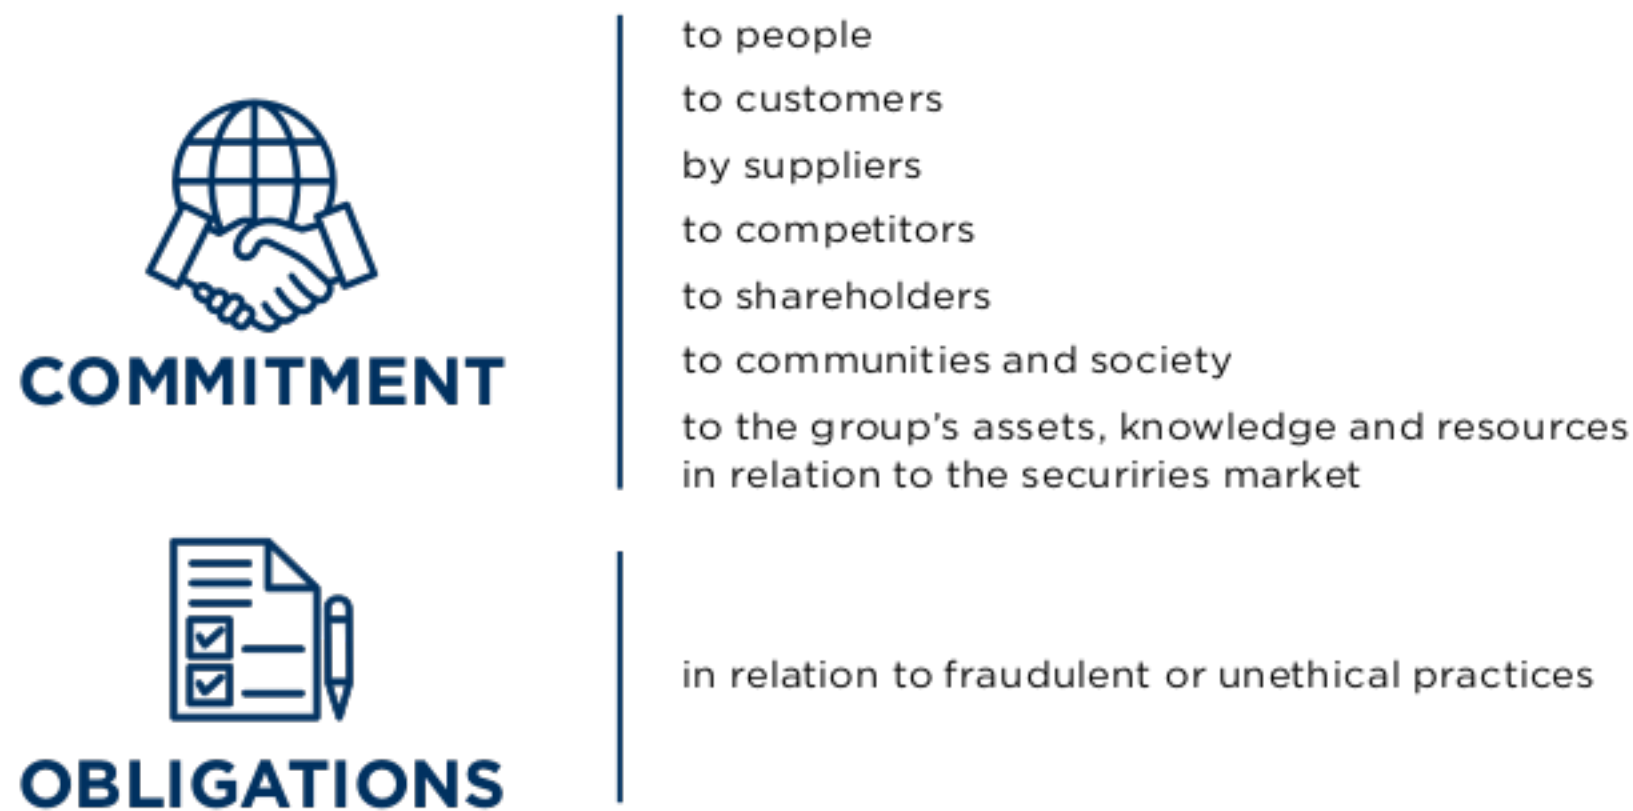 COMMITMENT
to people
to customers
by suppliers
to competitors
to shareholders
to communities and society
to the group’s assets, knowledge and resources
in relation to the securiries market
OBLIGATIONS
in relation to fraudulent or unethical practices